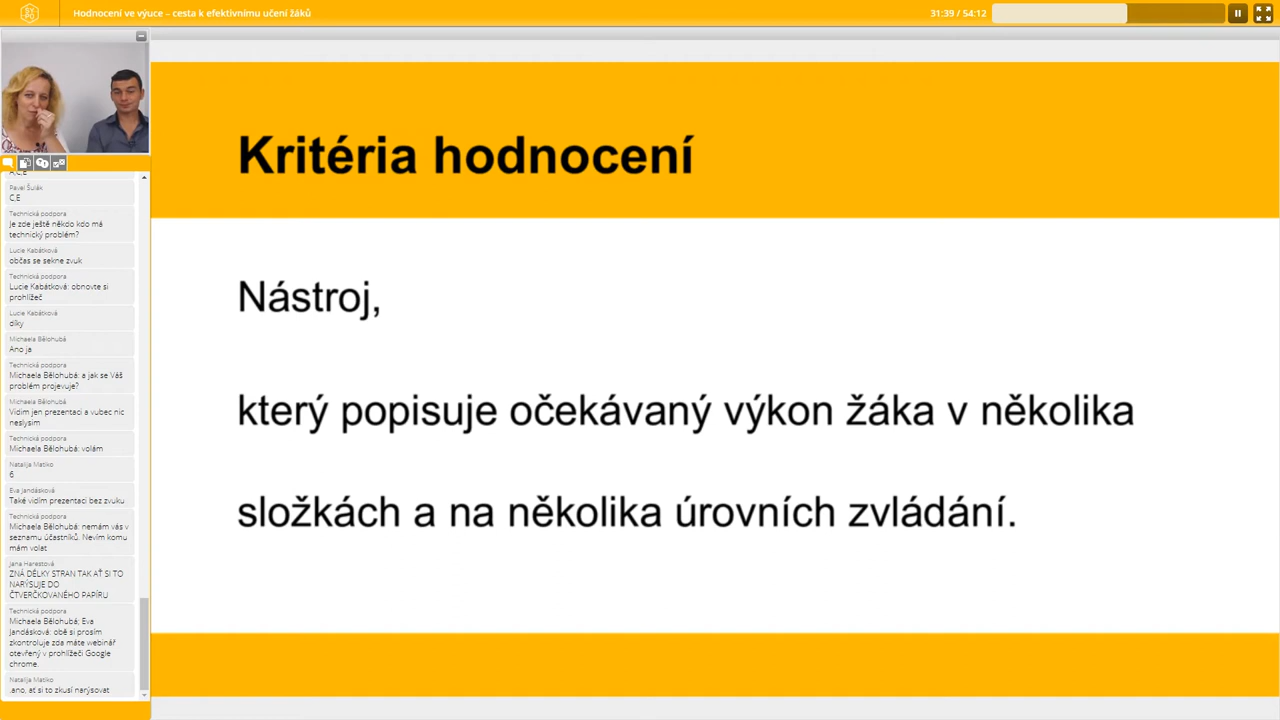 Hodnocení ve výuce – cesta k efektivnímu učení žáků
31:39 / 54:12
Kritéria hodnocení
Nástroj,
který popisuje očekávaný výkon žáka v několika
složkách a na několika úrovních zvládání.
Pavel Šulák
C,E
Technická podpora
Je zde ještě někdo kdo má
technický problém?
Lucie Kabátková
občas se sekne zvuk
Technická podpora
Lucie Kabátková: obnovte si
prohlížeč
Lucie Kabátková
díky
Michaela Bělohubá
Ano ja
Technická podpora
Michaela Bělohubá: a jak se Váš
problém projevuje?
Michaela Bělohubá
Vidim jen prezentaci a vubec nic
neslysim
Technická podpora
Michaela Bělohubá: volám
Natalija Matiko
6
Eva Jandásková
Také vidím prezentaci bez zvuku
Technická podpora
Michaela Bělohubá: nemám vás v
seznamu účastníků. Nevím komu
mám volat
Jana Harestová
ZNÁ DÉLKY STRAN TAK AŤ SI TO
NARÝSUJE DO
ČTVERČKOVANÉHO PAPÍRU
Technická podpora
Michaela Bělohubá; Eva
Jandásková: obě si prosím
zkontroluje zda máte webinář
otevřený v prohlížeči Google
chrome.
Natalija Matiko
.ano, ať si to zkusí narýsovat